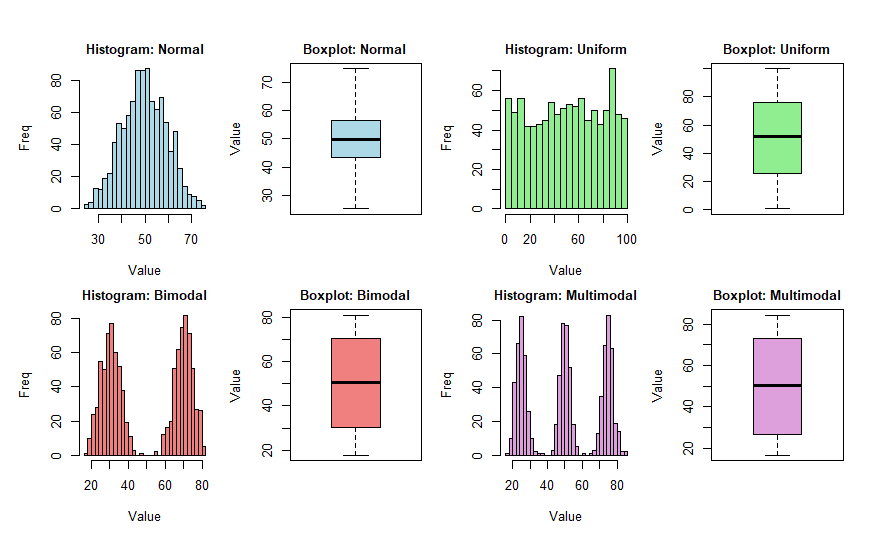 Histogram: Normal
Freq
0 20 40 60 80
30 50 70
Value
Boxplot: Normal
Value
30 40 50 60 70
Histogram: Uniform
Freq
0 20 40 60
0 20 60 100
Value
Boxplot: Uniform
Value
0 20 40 60 80
Histogram: Bimodal
Freq
0 20 40 60 80
20 40 60 80
Value
Boxplot: Bimodal
Value
20 40 60 80
Histogram: Multimodal
Freq
0 20 40 60 80
20 40 60 80
Value
Boxplot: Multimodal
Value
20 40 60 80